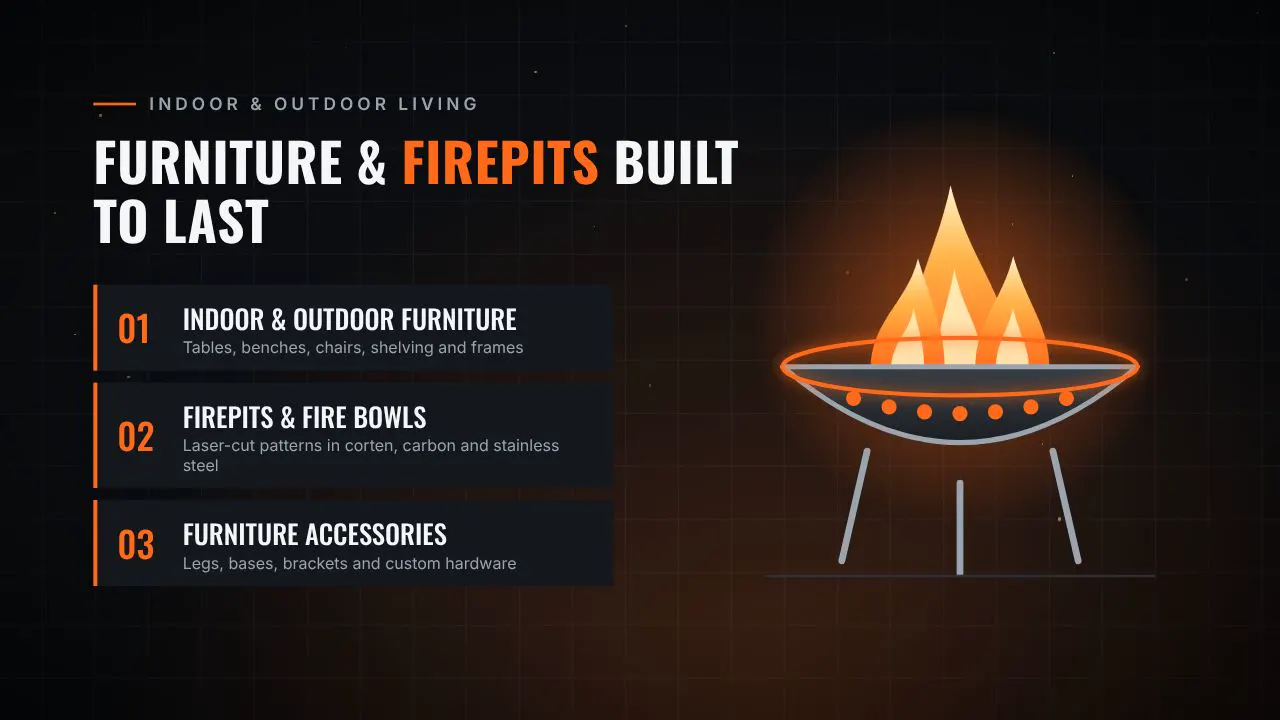 INDOOR & OUTDOOR LIVING
FURNITURE & FIREPITS BUILT
TO LAST
01
INDOOR & OUTDOOR FURNITURE
Tables, benches, chairs, shelving and frames
02
FIREPITS & FIRE BOWLS
Laser-cut patterns in corten, carbon and stainless
steel
03
FURNITURE ACCESSORIES
Legs, bases, brackets and custom hardware